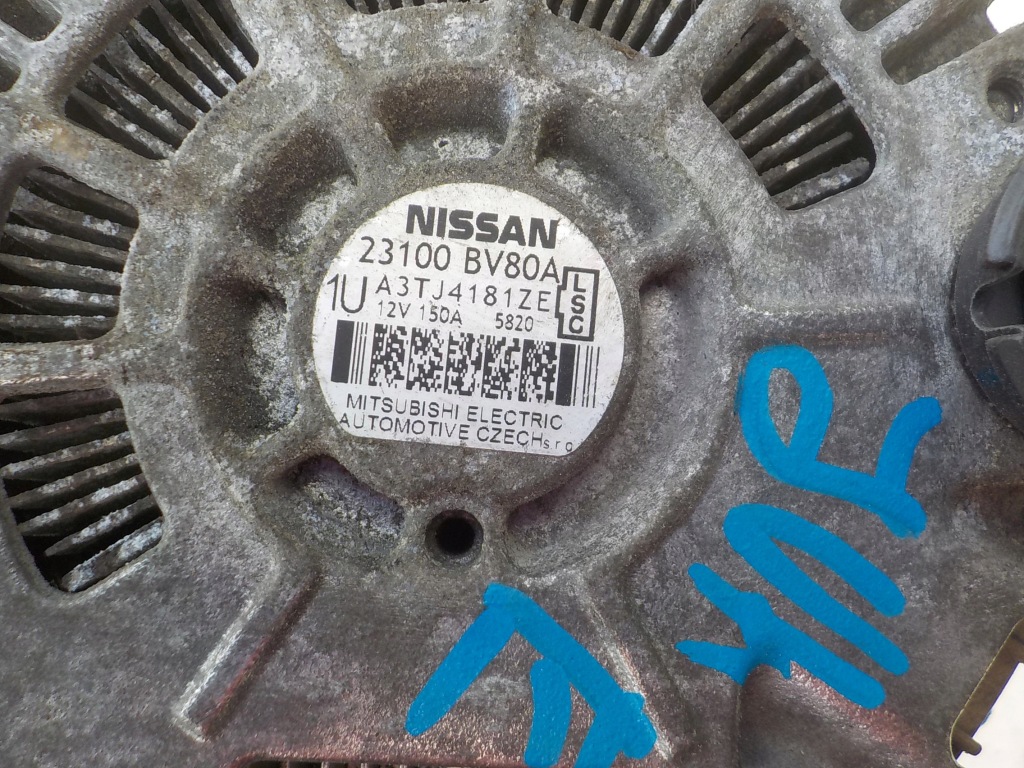 NISSAN
23100 BV80A
1U A3TJ4181ZE LSC
12V 150A 5820
MITSUBISHI ELECTRIC
AUTOMOTIVE CZECH s.r.o